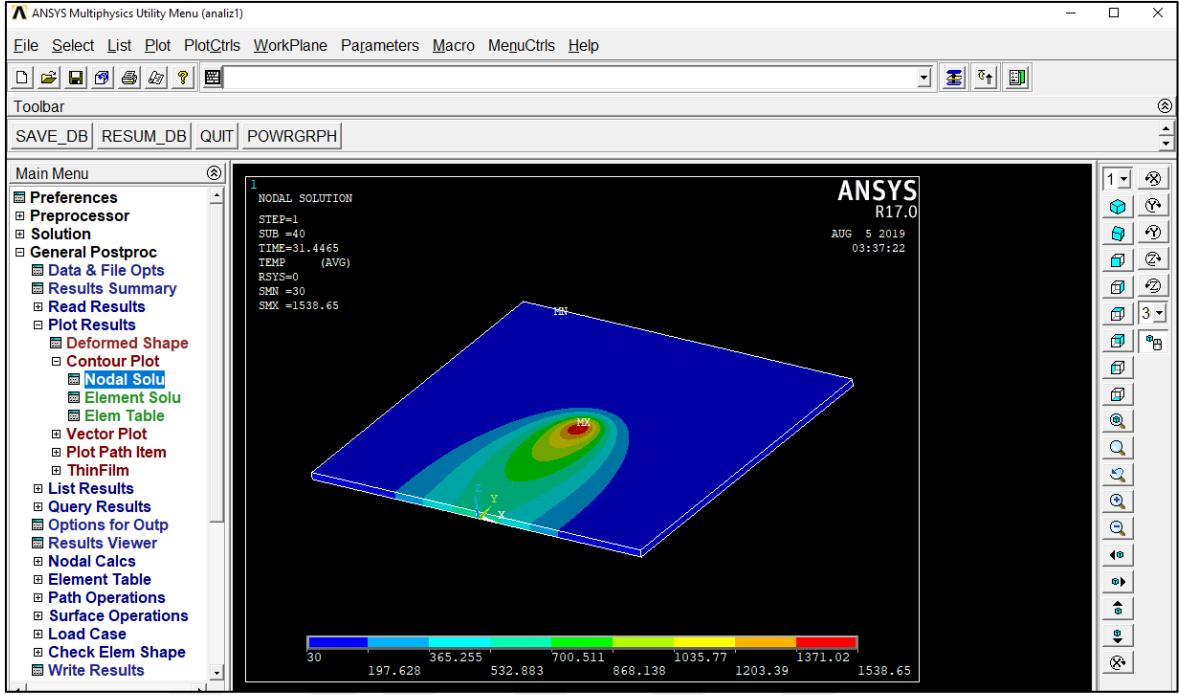 ANSYS Multiphysics Utility Menu (analiz1)
File Select List Plot PlotCtrls WorkPlane Parameters Macro MenuCtrls Help
Toolbar
SAVE_DB RESUM_DB QUIT POWRGRPH
Main Menu
Preferences
Preprocessor
Solution
General Postproc
Data & File Opts
Results Summary
Read Results
Plot Results
Deformed Shape
Contour Plot
Nodal Solu
Element Solu
Elem Table
Vector Plot
Plot Path Item
ThinFilm
List Results
Query Results
Options for Outp
Results Viewer
Nodal Calcs
Element Table
Path Operations
Surface Operations
Load Case
Check Elem Shape
Write Results
1
NODAL SOLUTION
STEP=1
SUB =40
TIME=31.4465
TEMP (AVG)
RSYS=0
SMN =30
SMX =1538.65
ANSYS
R17.0
AUG 5 2019
03:37:22
MN
MX
Z
Y
X
30 365.255 700.511 1035.77 1371.02
197.628 532.883 868.138 1203.39 1538.65
1
3